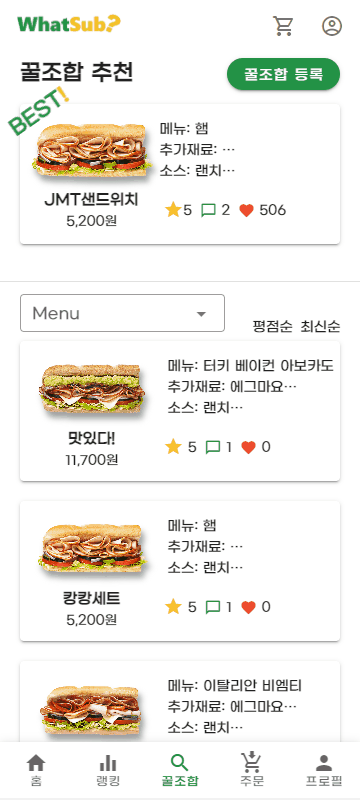 WhatSub?
꿀조합 추천
꿀조합 등록
BEST!
메뉴: 햄
추가재료: …
소스: 랜치…
JMT샌드위치
5,200원
5 2 506
Menu
평점순 최신순
메뉴: 터키 베이컨 아보카도
추가재료: 에그마요…
소스: 랜치…
맛있다!
11,700원
5 1 0
메뉴: 햄
추가재료: …
소스: 랜치…
캉캉세트
5,200원
5 1 0
메뉴: 이탈리안 비엠티
추가재료: 에그마요…
소스: 랜치…
홈 랭킹 꿀조합 주문 프로필